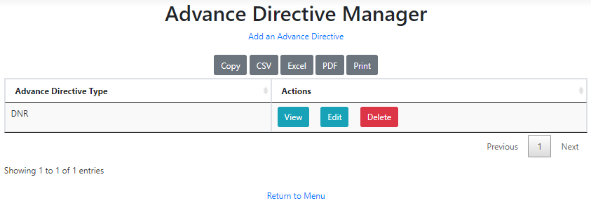 Advance Directive Manager
Add an Advance Directive
Copy CSV Excel PDF Print
Advance Directive Type Actions
DNR View Edit Delete
Previous 1 Next
Showing 1 to 1 of 1 entries
Return to Menu